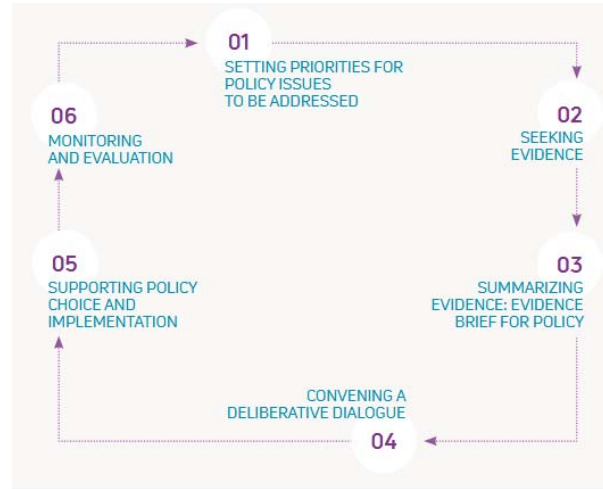 01
SETTING PRIORITIES FOR
POLICY ISSUES
TO BE ADDRESSED
02
SEEKING
EVIDENCE
03
SUMMARIZING
EVIDENCE: EVIDENCE
BRIEF FOR POLICY
CONVENING A
DELIBERATIVE DIALOGUE
04
05
SUPPORTING POLICY
CHOICE AND
IMPLEMENTATION
06
MONITORING
AND EVALUATION